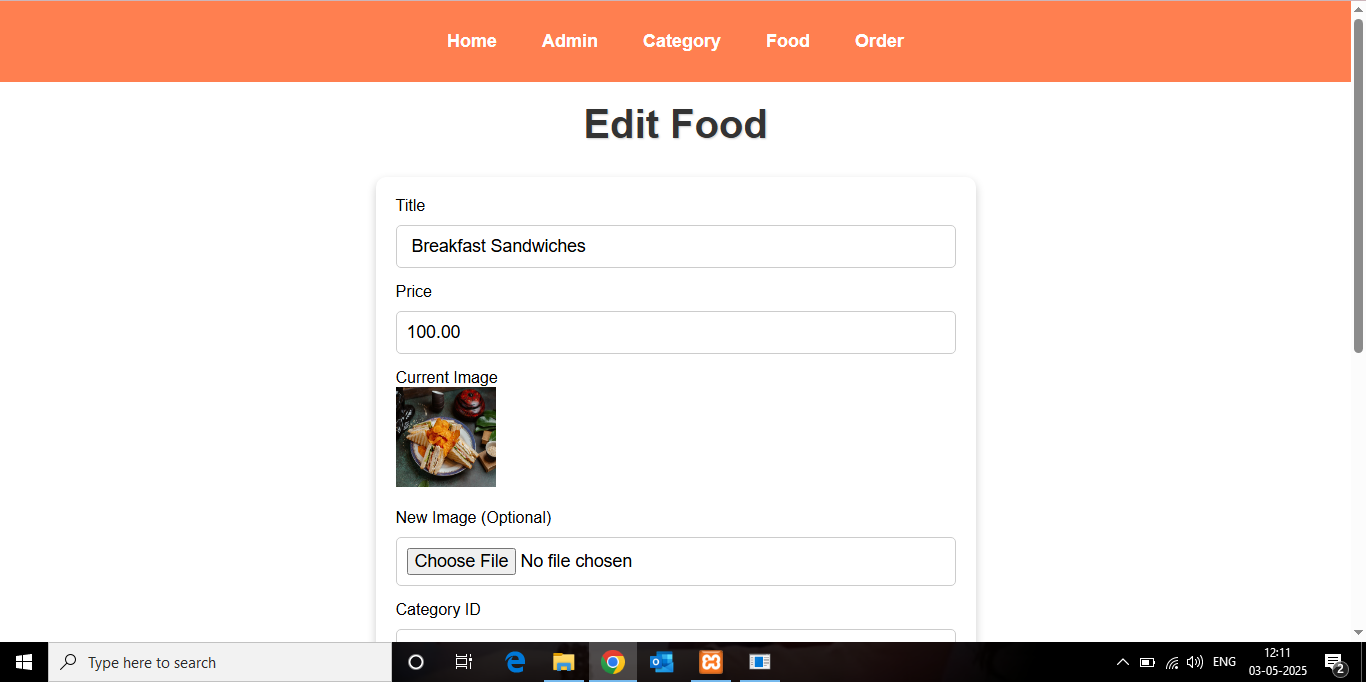 Home Admin Category Food Order
Edit Food
Title
Breakfast Sandwiches
Price
100.00
Current Image
New Image (Optional)
Choose File No file chosen
Category ID
Type here to search
ENG
12:11
03-05-2025
2